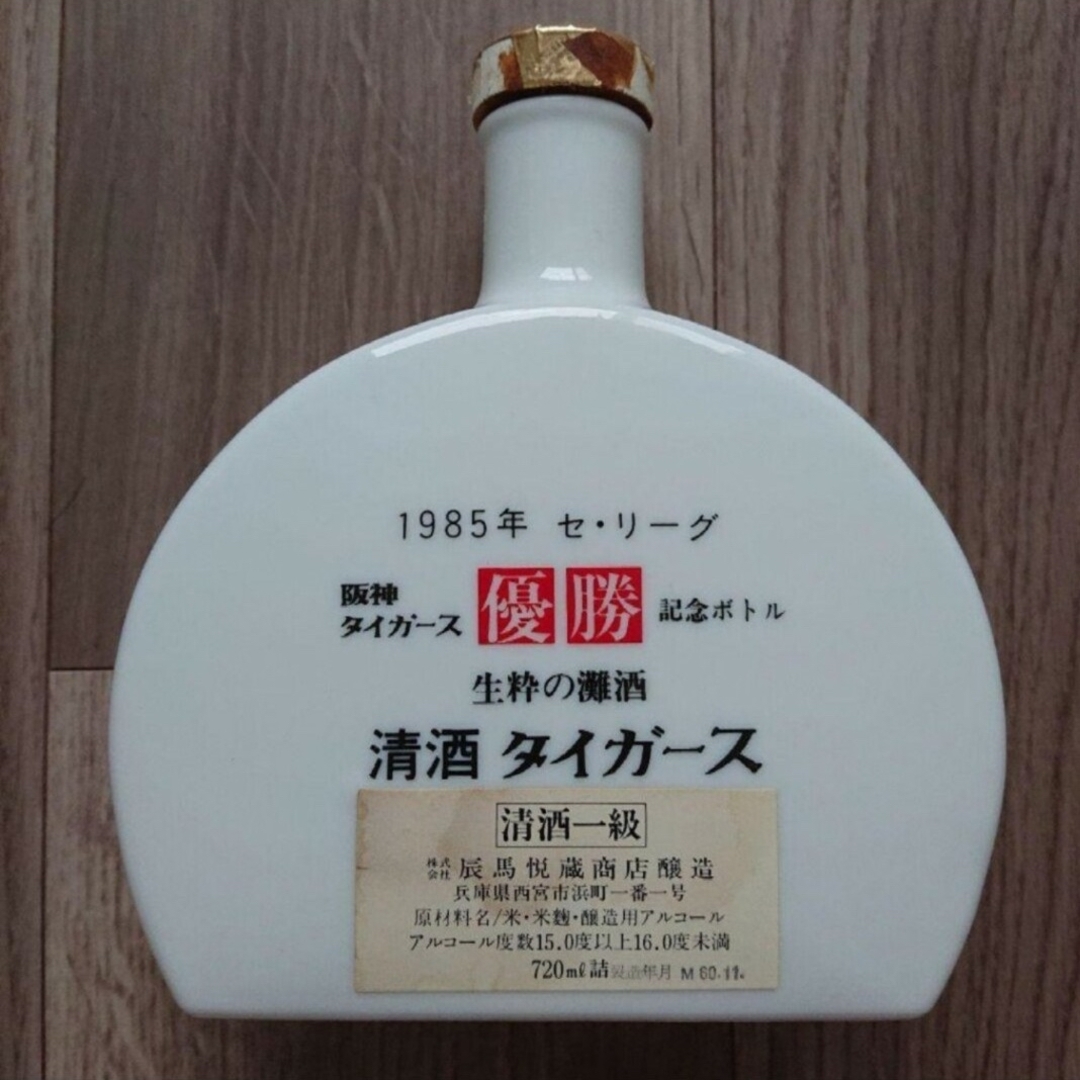 1985年 セ・リーグ
阪神タイガース 優勝 記念ボトル
生粋の灘酒
清酒 タイガース
清酒一級
株式会社 辰馬悦蔵商店醸造
兵庫県西宮市浜町一番一号
原材料名/米・米麹・醸造用アルコール
アルコール度数15.0度以上16.0度未満
720mℓ詰 製造年月 M 60.11.